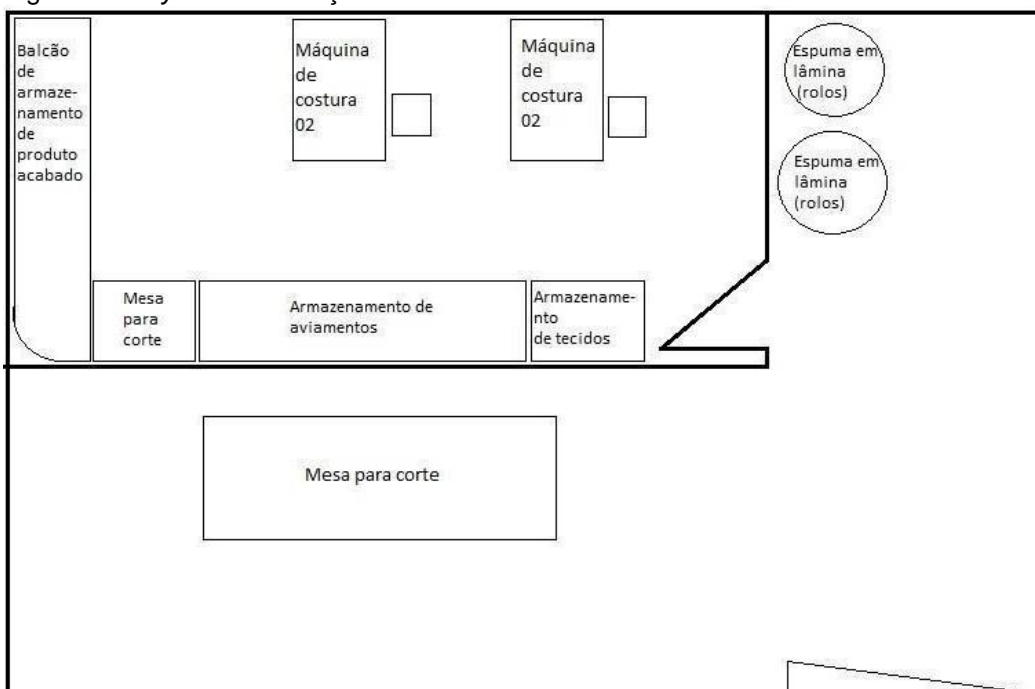 Balcão
de
armaze-
namento
de
produto
acabado
Máquina
de
costura
02
Máquina
de
costura
02
Espuma em
lâmina
(rolos)
Espuma em
lâmina
(rolos)
Mesa
para
corte
Armazenamento de
aviamentos
Armazename-
nto
de tecidos
Mesa para corte